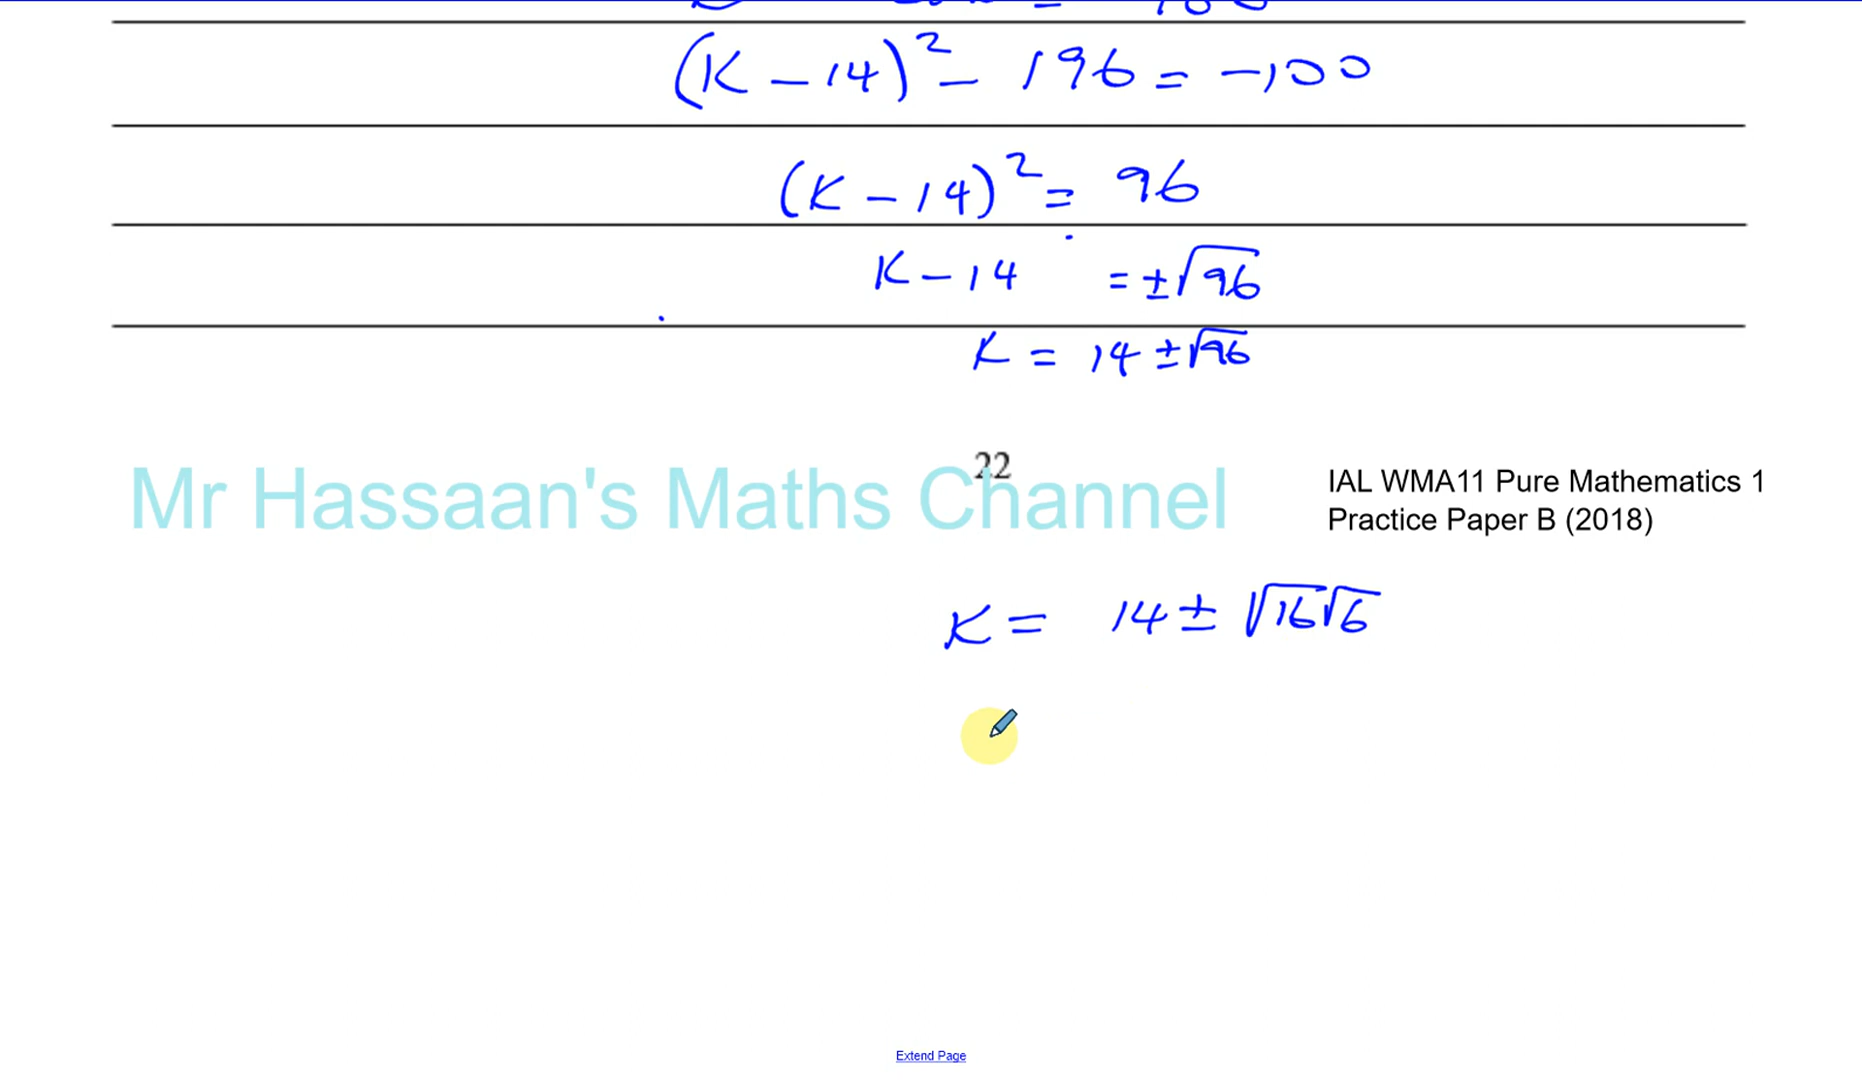 (K - 14)² - 196 = -100
(K - 14)² = 96
K - 14 = ±√96
K = 14 ±√96
22
Mr Hassaan's Maths Channel
IAL WMA11 Pure Mathematics 1
Practice Paper B (2018)
K = 14 ± √16√6
Extend Page